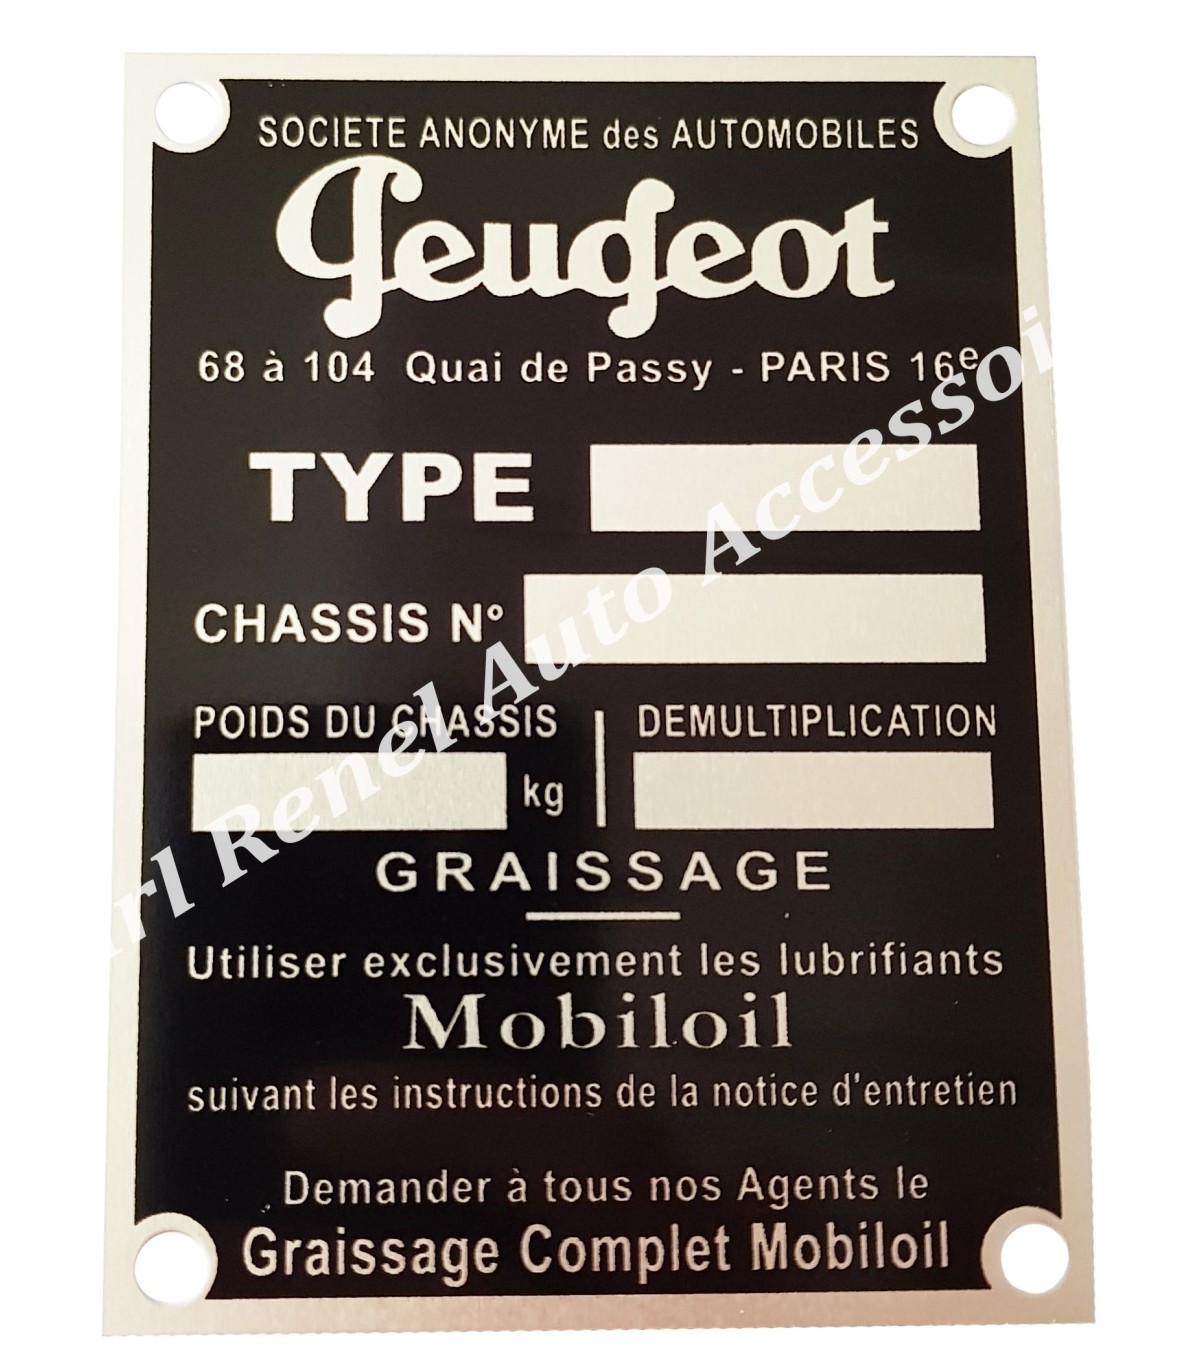 SOCIETE ANONYME des AUTOMOBILES
Peugeot
68 à 104 Quai de Passy - PARIS 16e
TYPE
CHASSIS N°
POIDS DU CHASSIS
kg
DEMULTIPLICATION
GRAISSAGE
Utiliser exclusivement les lubrifiants
Mobiloil
suivant les instructions de la notice d'entretien
Demander à tous nos Agents le
Graissage Complet Mobiloil
Renel Auto